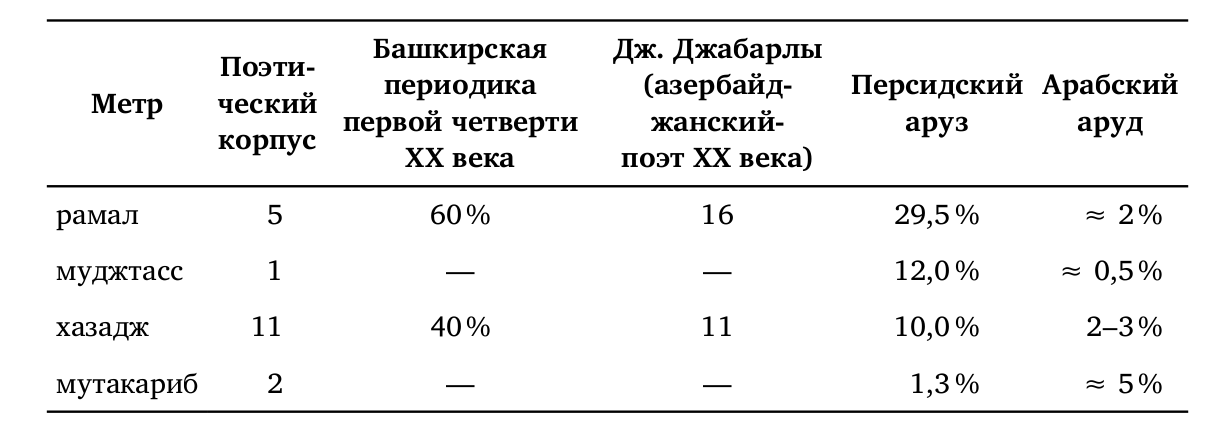 Метр
Поэти-
ческий
корпус
Башкирская
периодика
первой четверти
XX века
Дж. Джабарлы
(азербайд-
жанский-
поэт XX века)
Персидский
аруз
Арабский
аруд
рамал 5 60 % 16 29,5 % ≈ 2 %
муджтасс 1 — — 12,0 % ≈ 0,5 %
хазадж 11 40 % 11 10,0 % 2–3 %
мутакариб 2 — — 1,3 % ≈ 5 %